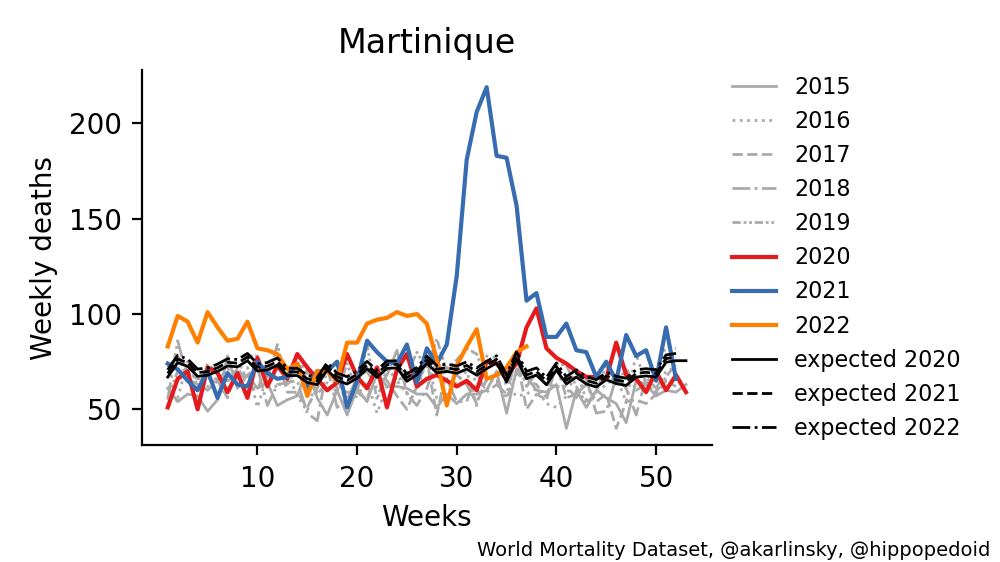 Martinique
Weekly deaths
200
150
100
50
10 20 30 40 50
Weeks
2015
2016
2017
2018
2019
2020
2021
2022
expected 2020
expected 2021
expected 2022
World Mortality Dataset, @akarlinsky, @hippopedoid